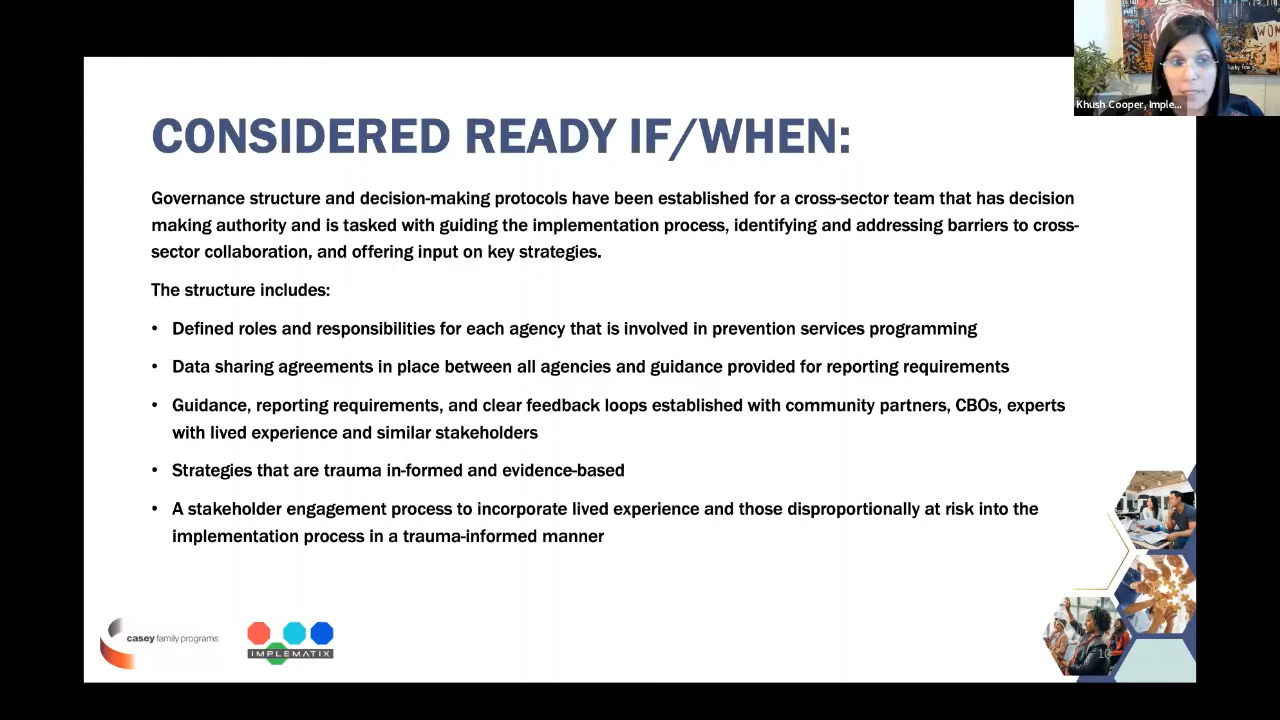 Khush Cooper, Imple...
CONSIDERED READY IF/WHEN:
Governance structure and decision-making protocols have been established for a cross-sector team that has decision
making authority and is tasked with guiding the implementation process, identifying and addressing barriers to cross-
sector collaboration, and offering input on key strategies.
The structure includes:
• Defined roles and responsibilities for each agency that is involved in prevention services programming
• Data sharing agreements in place between all agencies and guidance provided for reporting requirements
• Guidance, reporting requirements, and clear feedback loops established with community partners, CBOs, experts
with lived experience and similar stakeholders
• Strategies that are trauma in-formed and evidence-based
• A stakeholder engagement process to incorporate lived experience and those disproportionally at risk into the
implementation process in a trauma-informed manner
casey family programs
IMPLEMATIX
10